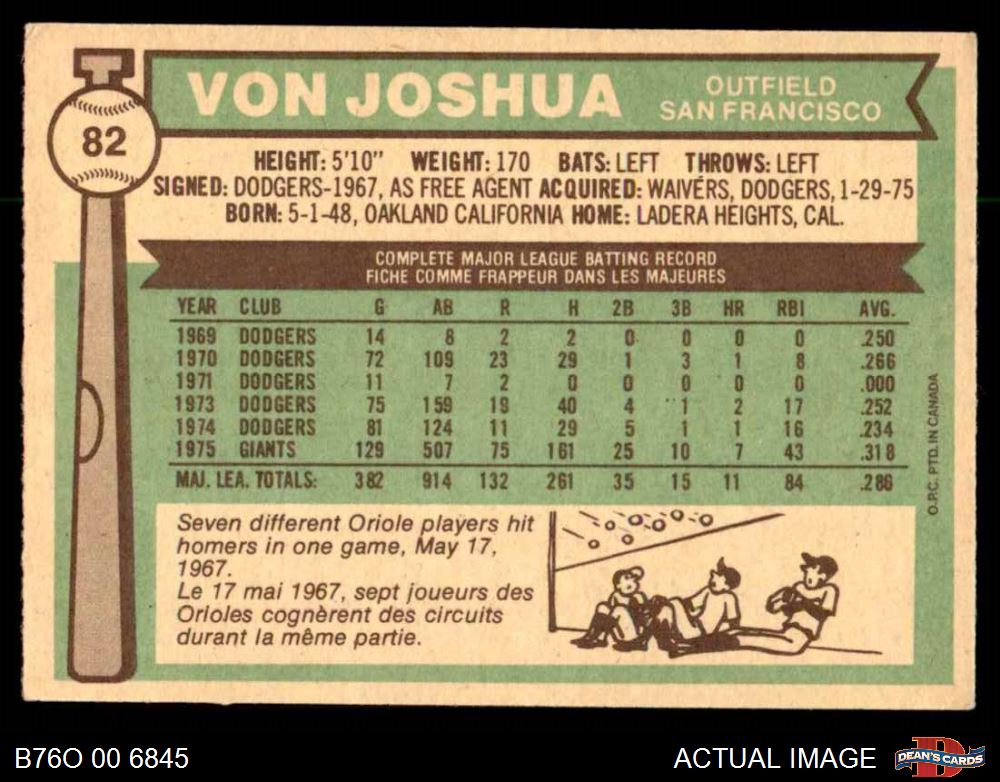 82
VON JOSHUA
OUTFIELD
SAN FRANCISCO
HEIGHT: 5'10" WEIGHT: 170 BATS: LEFT THROWS: LEFT
SIGNED: DODGERS-1967, AS FREE AGENT ACQUIRED: WAIVERS, DODGERS, 1-29-75
BORN: 5-1-48, OAKLAND CALIFORNIA HOME: LADERA HEIGHTS, CAL.
COMPLETE MAJOR LEAGUE BATTING RECORD
FICHE COMME FRAPPEUR DANS LES MAJEURES
YEAR CLUB G AB R H 2B 3B HR RBI AVG.
1969 DODGERS 14 8 2 2 0 0 0 0 .250
1970 DODGERS 72 109 23 29 1 3 1 8 .266
1971 DODGERS 11 7 2 0 0 0 0 0 .000
1973 DODGERS 75 159 19 40 4 1 2 17 .252
1974 DODGERS 81 124 11 29 5 1 1 16 .234
1975 GIANTS 129 507 75 161 25 10 7 43 .318
MAJ. LEA. TOTALS: 382 914 132 261 35 15 11 84 .286
O.P.C. PTD. IN CANADA
Seven different Oriole players hit
homers in one game, May 17,
1967.
Le 17 mai 1967, sept joueurs des
Orioles cognèrent des circuits
durant la même partie.
B76O 00 6845
ACTUAL IMAGE
D
DEAN'S CARDS